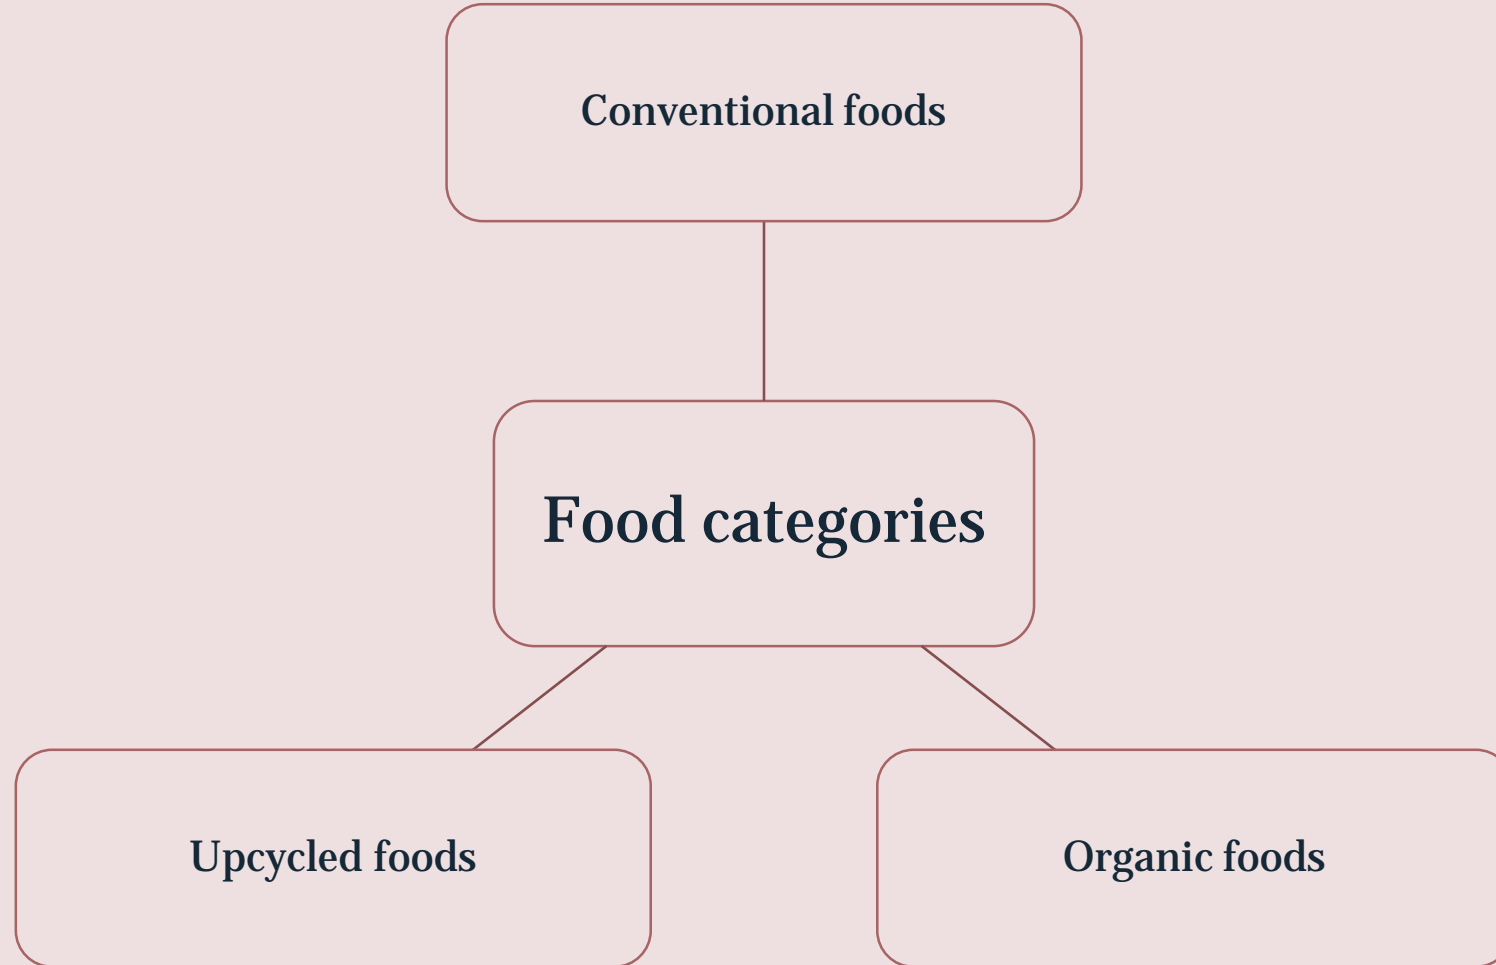 Conventional foods
Food categories
Upcycled foods
Organic foods